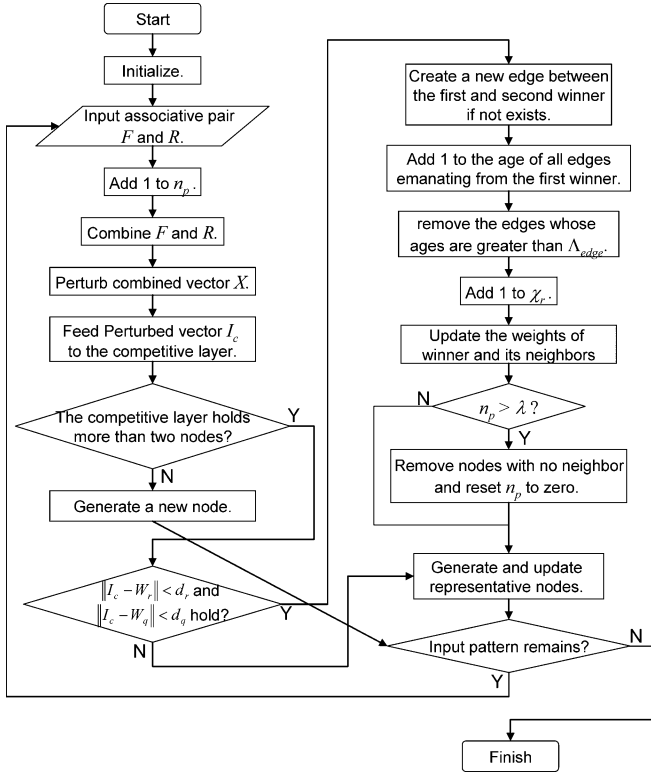 Start
Initialize.
Input associative pair
F and R.
Add 1 to n_p.
Combine F and R.
Perturb combined vector X.
Feed Perturbed vector I_c
to the competitive layer.
The competitive layer holds
more than two nodes?
Y
N
Generate a new node.
‖I_c − W_r‖ < d_r and
‖I_c − W_q‖ < d_q hold?
Y
N
Create a new edge between
the first and second winner
if not exists.
Add 1 to the age of all edges
emanating from the first winner.
remove the edges whose
ages are greater than Λ_edge.
Add 1 to χ_r.
Update the weights of
winner and its neighbors
N
n_p > λ ?
Y
Remove nodes with no neighbor
and reset n_p to zero.
Generate and update
representative nodes.
Input pattern remains?
N
Y
Finish